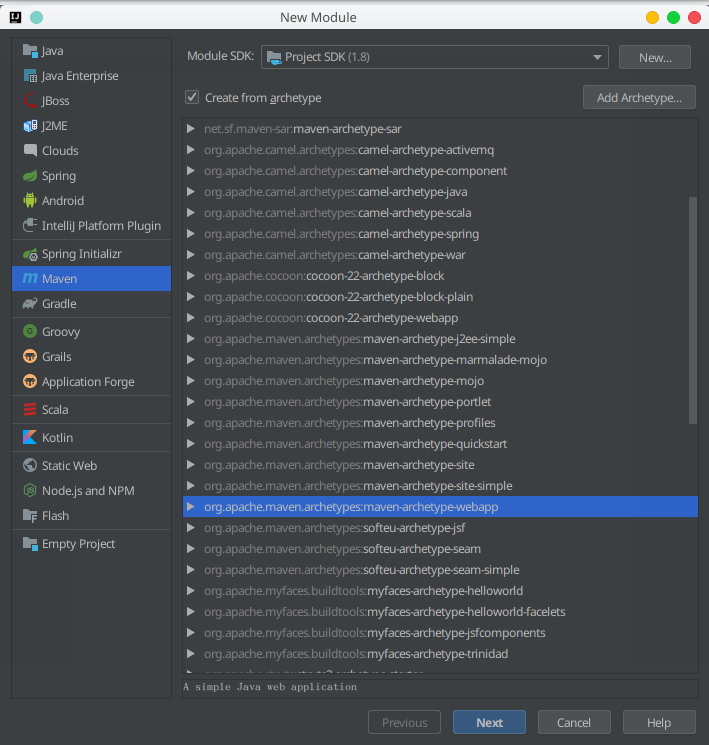 New Module
Java
Java Enterprise
JBoss
J2ME
Clouds
Spring
Android
IntelliJ Platform Plugin
Spring Initializr
Maven
Gradle
Groovy
Grails
Application Forge
Scala
Kotlin
Static Web
Node.js and NPM
Flash
Empty Project
Module SDK: Project SDK (1.8) New...
Create from archetype Add Archetype...
net.sf.maven-sar:maven-archetype-sar
org.apache.camel.archetypes:camel-archetype-activemq
org.apache.camel.archetypes:camel-archetype-component
org.apache.camel.archetypes:camel-archetype-java
org.apache.camel.archetypes:camel-archetype-scala
org.apache.camel.archetypes:camel-archetype-spring
org.apache.camel.archetypes:camel-archetype-war
org.apache.cocoon:cocoon-22-archetype-block
org.apache.cocoon:cocoon-22-archetype-block-plain
org.apache.cocoon:cocoon-22-archetype-webapp
org.apache.maven.archetypes:maven-archetype-j2ee-simple
org.apache.maven.archetypes:maven-archetype-marmalade-mojo
org.apache.maven.archetypes:maven-archetype-mojo
org.apache.maven.archetypes:maven-archetype-portlet
org.apache.maven.archetypes:maven-archetype-profiles
org.apache.maven.archetypes:maven-archetype-quickstart
org.apache.maven.archetypes:maven-archetype-site
org.apache.maven.archetypes:maven-archetype-site-simple
org.apache.maven.archetypes:maven-archetype-webapp
org.apache.maven.archetypes:softeu-archetype-jsf
org.apache.maven.archetypes:softeu-archetype-seam
org.apache.maven.archetypes:softeu-archetype-seam-simple
org.apache.myfaces.buildtools:myfaces-archetype-helloworld
org.apache.myfaces.buildtools:myfaces-archetype-helloworld-facelets
org.apache.myfaces.buildtools:myfaces-archetype-jsfcomponents
org.apache.myfaces.buildtools:myfaces-archetype-trinidad
A simple Java web application
Previous Next Cancel Help